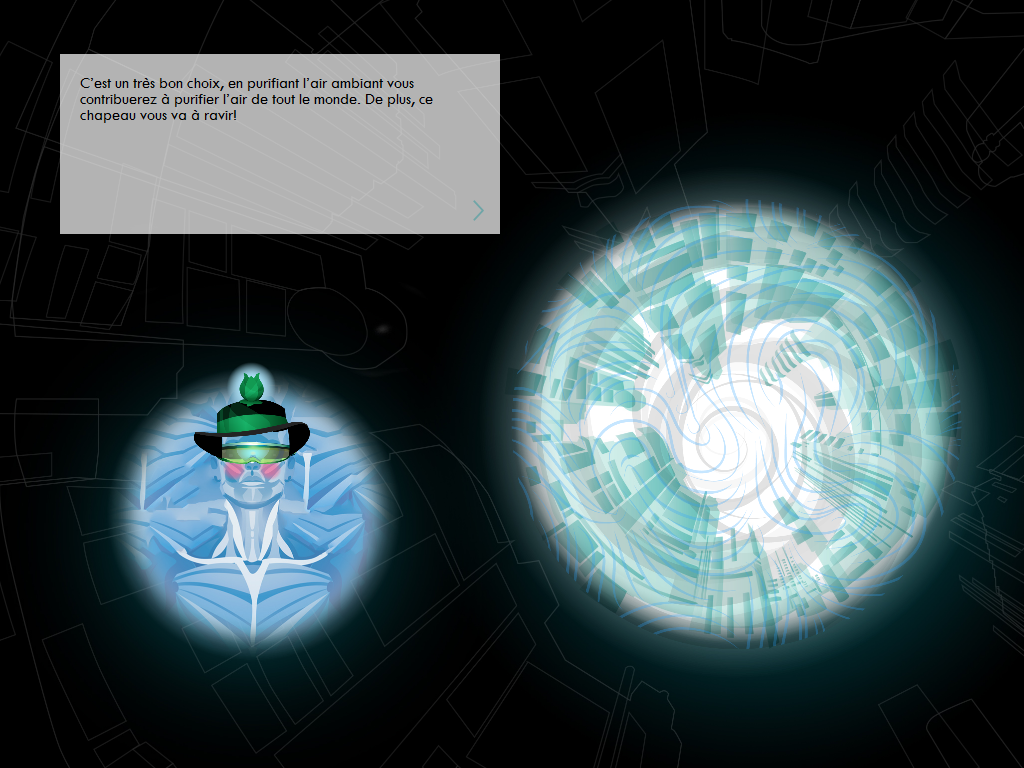 C’est un très bon choix, en purifiant l’air ambiant vous
contribuerez à purifier l’air de tout le monde. De plus, ce
chapeau vous va à ravir!